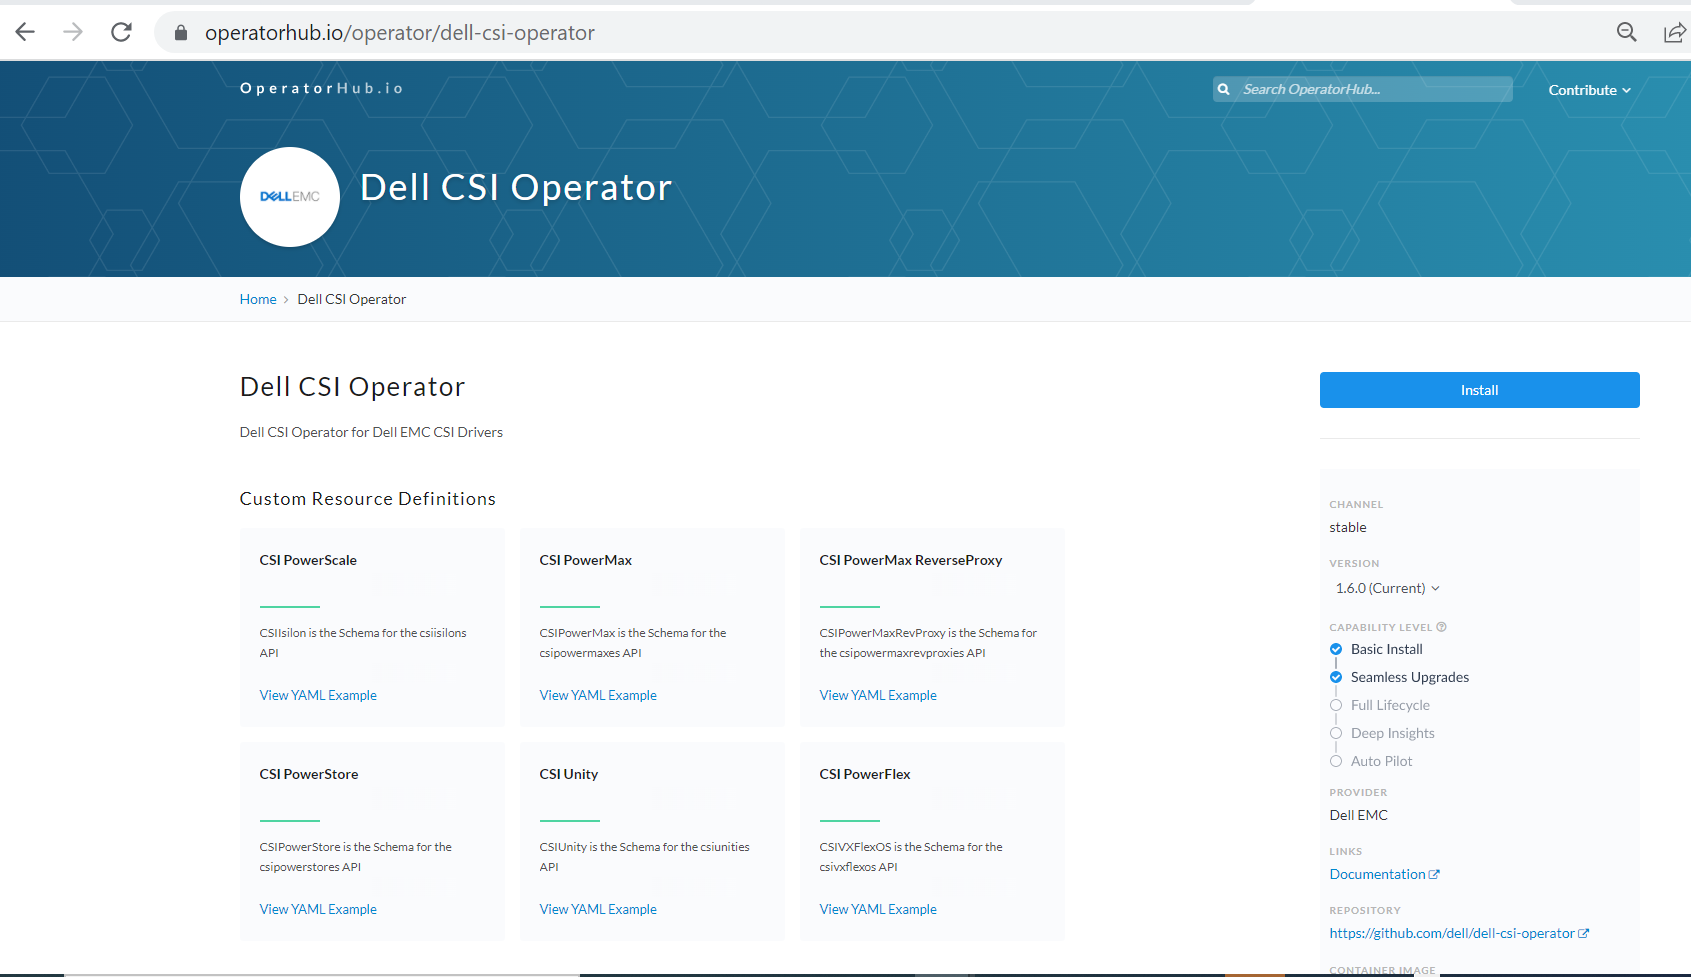 operatorhub.io/operator/dell-csi-operator
OperatorHub.io
Search OperatorHub...
Contribute
DELLEMC
Dell CSI Operator
Home > Dell CSI Operator
Dell CSI Operator
Dell CSI Operator for Dell EMC CSI Drivers
Custom Resource Definitions
CSI PowerScale
CSIIsilon is the Schema for the csiisilons
API
View YAML Example
CSI PowerMax
CSIPowerMax is the Schema for the
csipowermaxes API
View YAML Example
CSI PowerMax ReverseProxy
CSIPowerMaxRevProxy is the Schema for
the csipowermaxrevproxies API
View YAML Example
CSI PowerStore
CSIPowerStore is the Schema for the
csipowerstores API
View YAML Example
CSI Unity
CSIUnity is the Schema for the csiunities
API
View YAML Example
CSI PowerFlex
CSIVXFlexOS is the Schema for the
csivxflexos API
View YAML Example
Install
CHANNEL
stable
VERSION
1.6.0 (Current)
CAPABILITY LEVEL
Basic Install
Seamless Upgrades
Full Lifecycle
Deep Insights
Auto Pilot
PROVIDER
Dell EMC
LINKS
Documentation
REPOSITORY
https://github.com/dell/dell-csi-operator
CONTAINER IMAGE